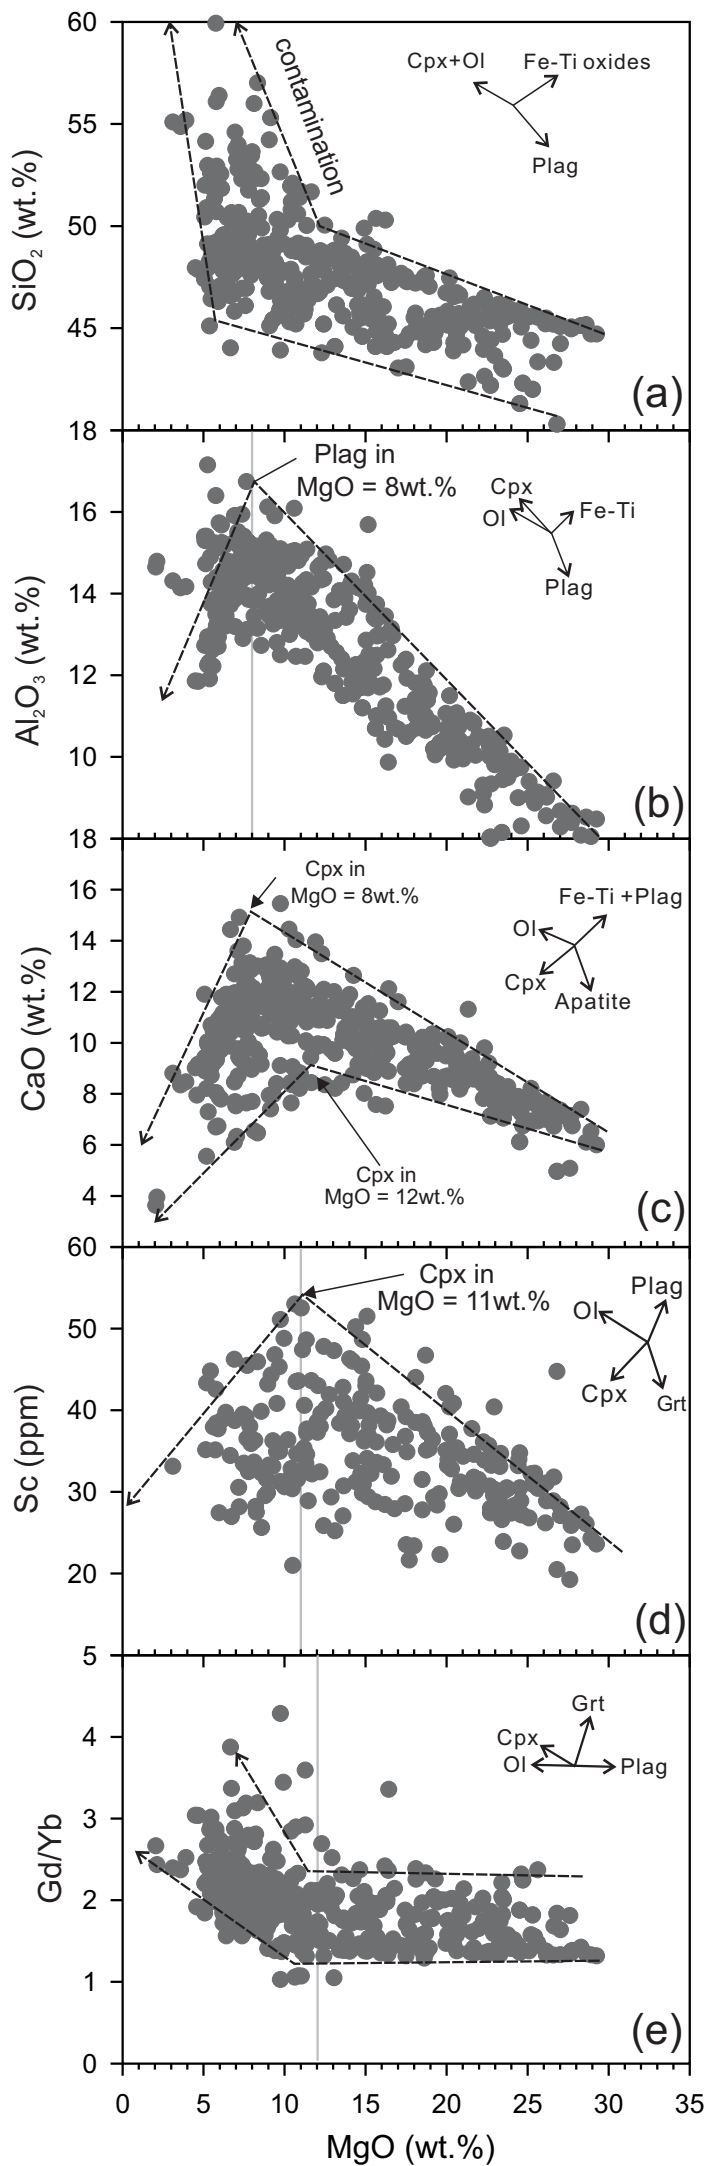 60
contamination
Cpx+Ol Fe-Ti oxides
55
Plag
SiO2 (wt.%)
50
45
(a)
18
Plag in
MgO = 8wt.%
Cpx
Ol
Fe-Ti
16
Plag
14
Al2O3 (wt.%)
12
10
(b)
18
Cpx in
MgO = 8wt.%
16
Fe-Ti +Plag
Ol
14
Cpx
Apatite
12
CaO (wt.%)
10
8
6
Cpx in
MgO = 12wt.%
4
(c)
60
Cpx in
MgO = 11wt.%
Plag
Ol
50
Cpx
Grt
40
Sc (ppm)
30
20
(d)
5
Grt
4
Cpx
Ol
Plag
3
Gd/Yb
2
1
(e)
0
0 5 10 15 20 25 30 35
MgO (wt.%)